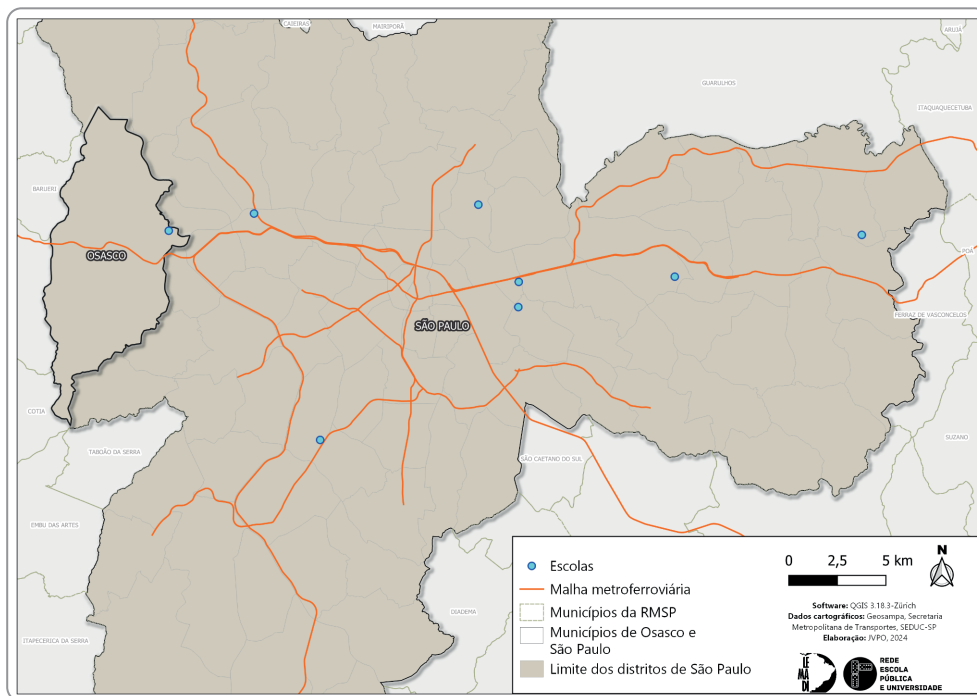 CAIEIRAS
MAIRIPORÃ
ARUJÁ
GUARULHOS
ITAQUAQUECETUBA
BARUERI
OSASCO
POÁ
FERRAZ DE VASCONCELOS
SÃO PAULO
COTIA
SUZANO
TABOÃO DA SERRA
SÃO CAETANO DO SUL
EMBU DAS ARTES
DIADEMA
ITAPECERICA DA SERRA
Escolas
Malha metroferroviária
Municípios da RMSP
Municípios de Osasco e
São Paulo
Limite dos distritos de São Paulo
0 2,5 5 km
N
Software: QGIS 3.18.3-Zürich
Dados cartográficos: Geosampa, Secretaria
Metropolitana de Transportes, SEDUC-SP
Elaboração: JVPO, 2024
LEMADI
REDE
ESCOLA
PÚBLICA
E UNIVERSIDADE